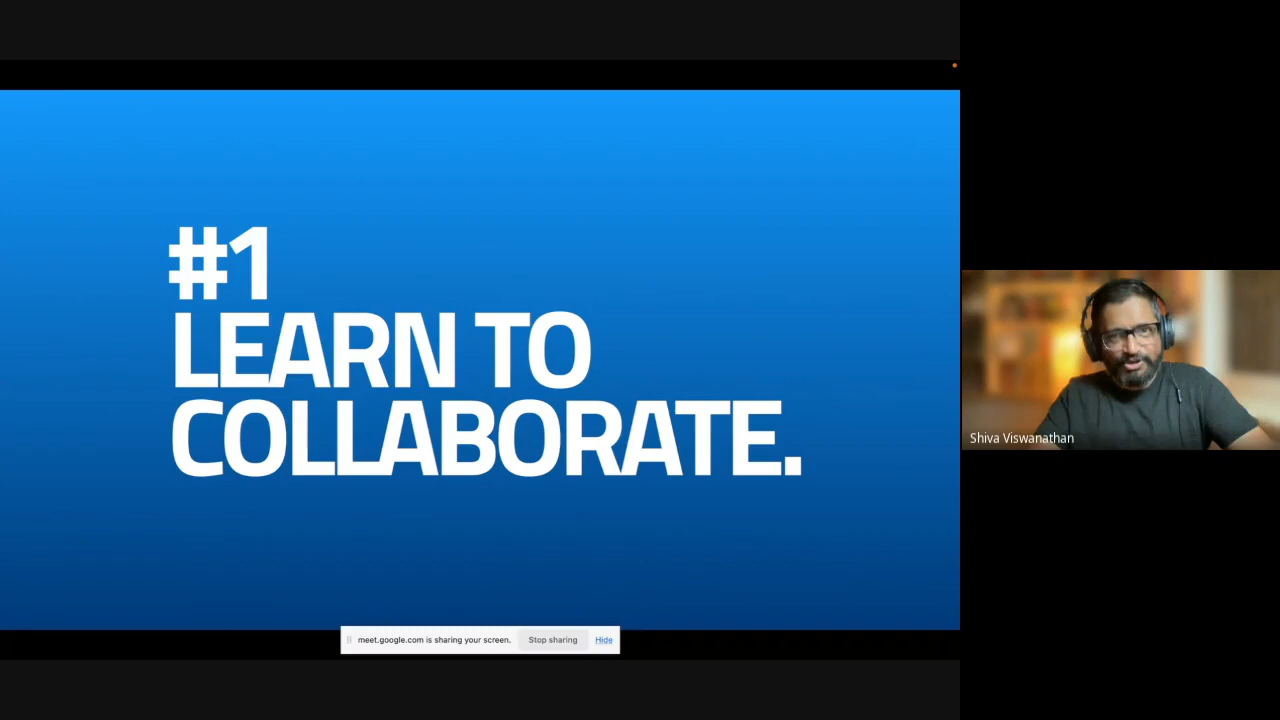 #1
LEARN TO
COLLABORATE.
Shiva Viswanathan
meet.google.com is sharing your screen. Stop sharing Hide